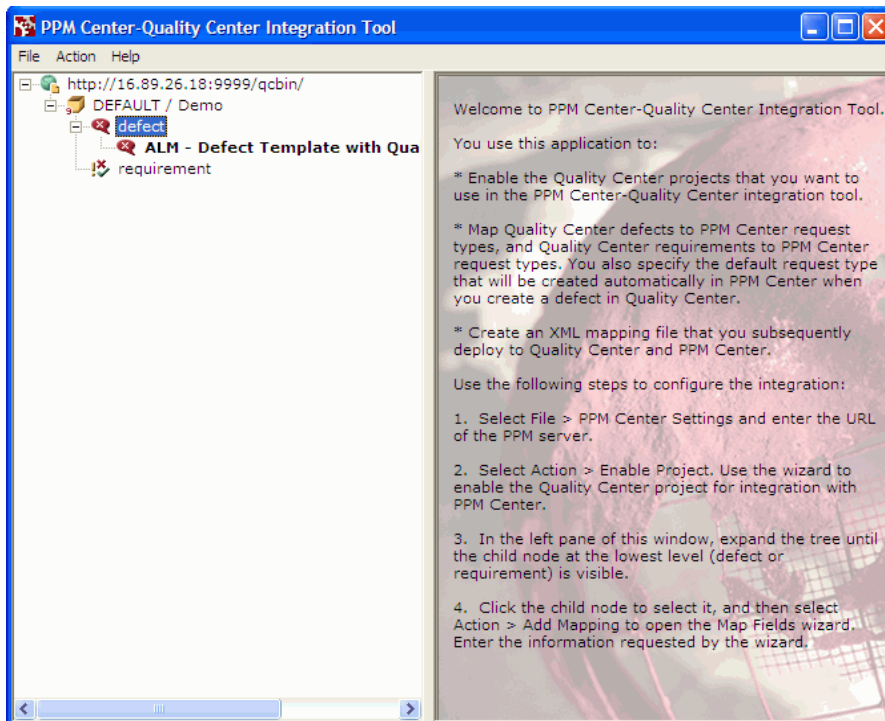 PPM Center-Quality Center Integration Tool
File Action Help
http://16.89.26.18:9999/qcbin/
DEFAULT / Demo
defect
ALM - Defect Template with Qua
requirement
Welcome to PPM Center-Quality Center Integration Tool.
You use this application to:
* Enable the Quality Center projects that you want to
use in the PPM Center-Quality Center integration tool.
* Map Quality Center defects to PPM Center request
types, and Quality Center requirements to PPM Center
request types. You also specify the default request type
that will be created automatically in PPM Center when
you create a defect in Quality Center.
* Create an XML mapping file that you subsequently
deploy to Quality Center and PPM Center.
Use the following steps to configure the integration:
1. Select File > PPM Center Settings and enter the URL
of the PPM server.
2. Select Action > Enable Project. Use the wizard to
enable the Quality Center project for integration with
PPM Center.
3. In the left pane of this window, expand the tree until
the child node at the lowest level (defect or
requirement) is visible.
4. Click the child node to select it, and then select
Action > Add Mapping to open the Map Fields wizard.
Enter the information requested by the wizard.